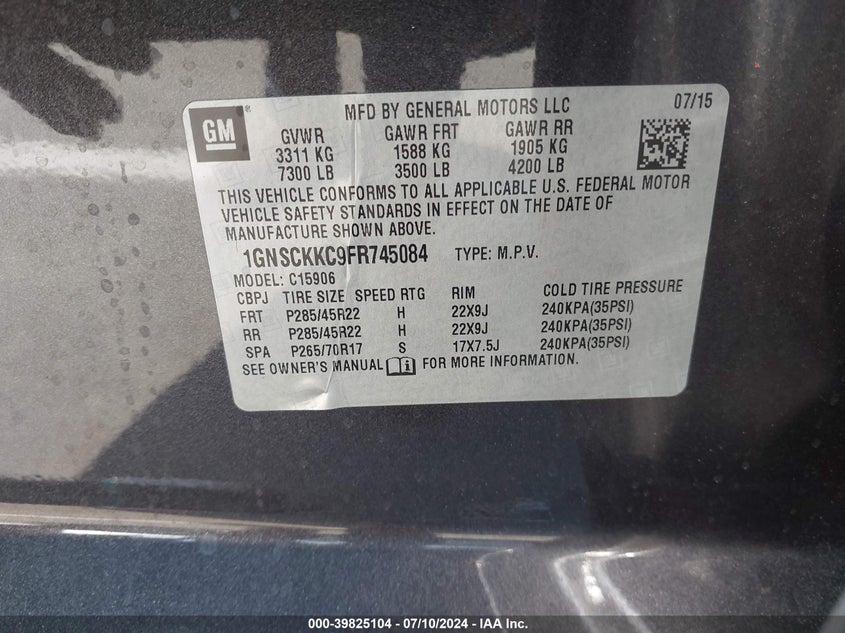 GM ®
MFD BY GENERAL MOTORS LLC 07/15
GVWR GAWR FRT GAWR RR
3311 KG 1588 KG 1905 KG
7300 LB 3500 LB 4200 LB
THIS VEHICLE CONFORMS TO ALL APPLICABLE U.S. FEDERAL MOTOR
VEHICLE SAFETY STANDARDS IN EFFECT ON THE DATE OF
MANUFACTURE SHOWN ABOVE.
1GNSCKKC9FR745084 TYPE: M.P.V.
MODEL: C15906
CBPJ TIRE SIZE SPEED RTG RIM COLD TIRE PRESSURE
FRT P285/45R22 H 22X9J 240KPA(35PSI)
RR P285/45R22 H 22X9J 240KPA(35PSI)
SPA P265/70R17 S 17X7.5J 240KPA(35PSI)
SEE OWNER'S MANUAL FOR MORE INFORMATION.
000-39825104 - 07/10/2024 - IAA Inc.